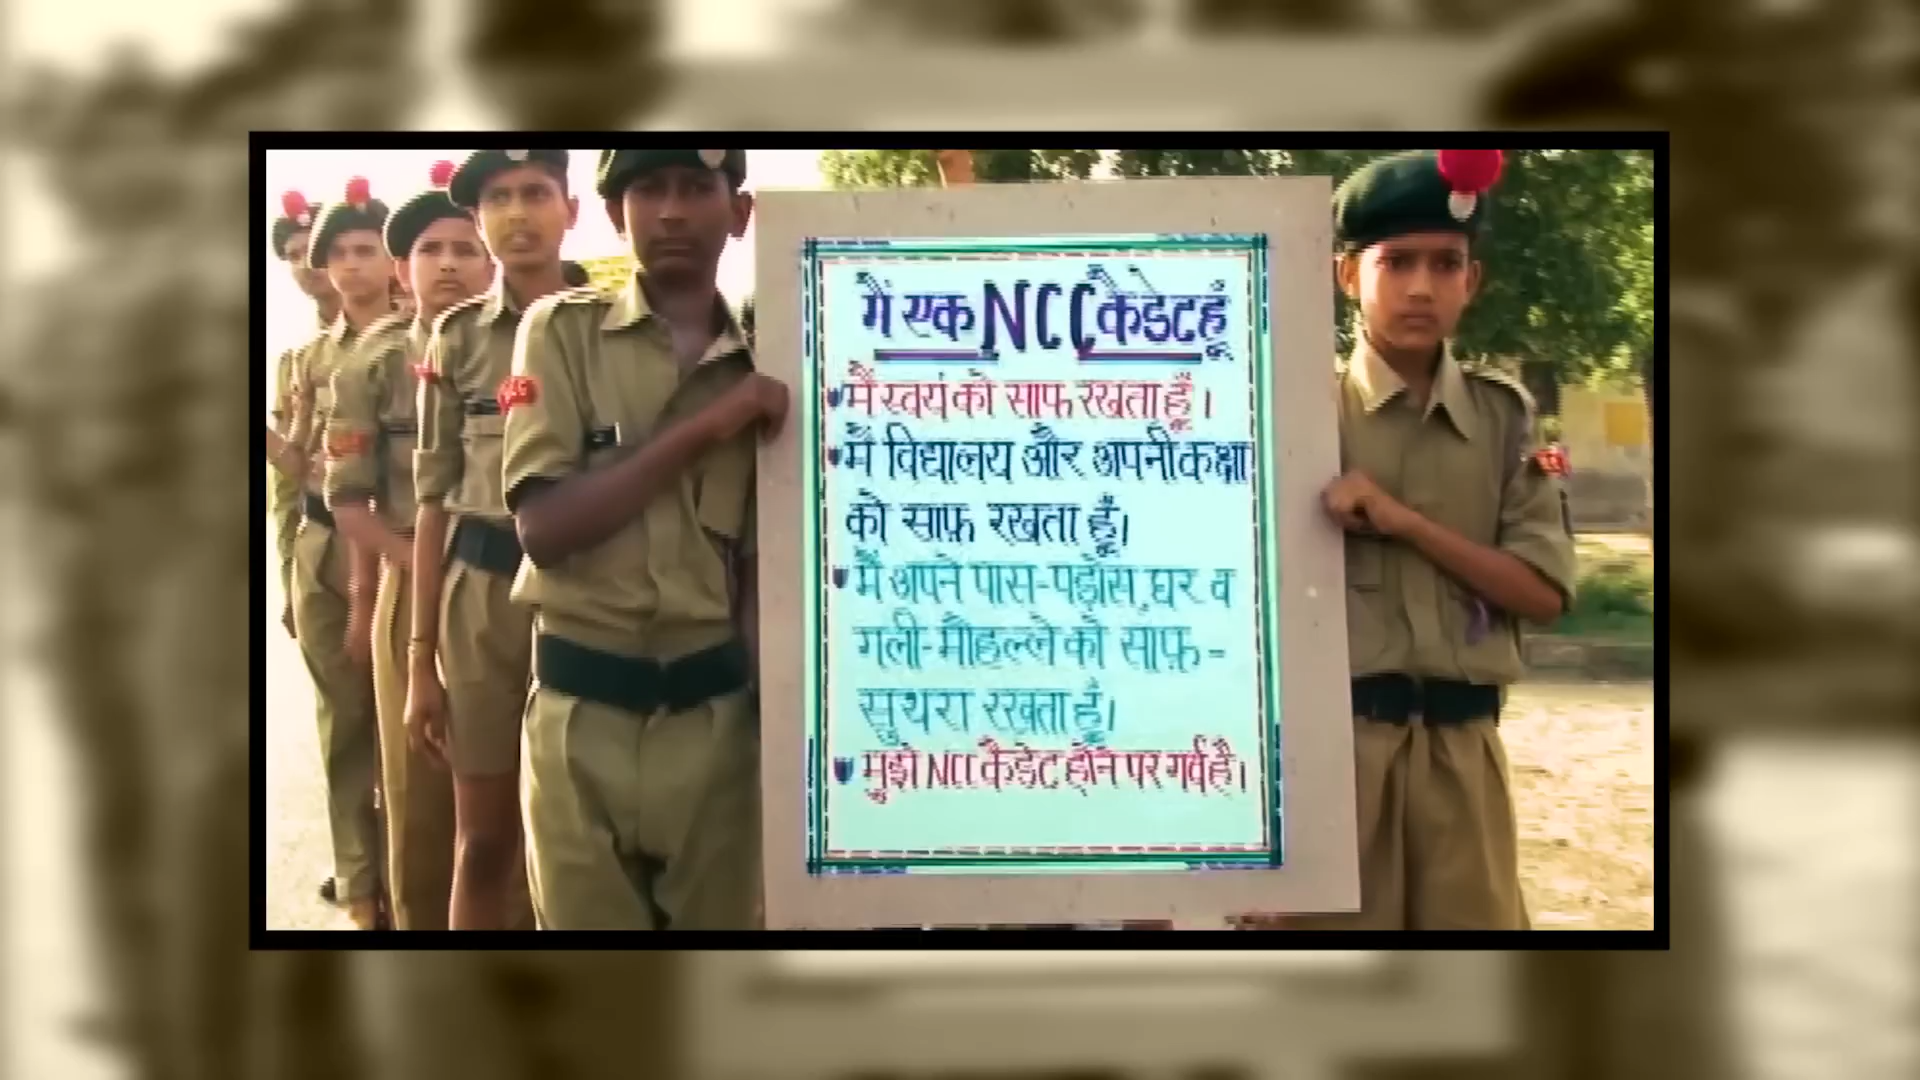 मैं एक NCC कैडेट हूं
मैं स्वयं को साफ रखता हूँ।
मैं विद्यालय और अपनी कक्षा
को साफ़ रखता हूँ।
मैं अपने पास-पड़ोस, घर व
गली-मौहल्ले को साफ़-
सुथरा रखता हूँ।
मुझे NCC कैडेट होने पर गर्व है।